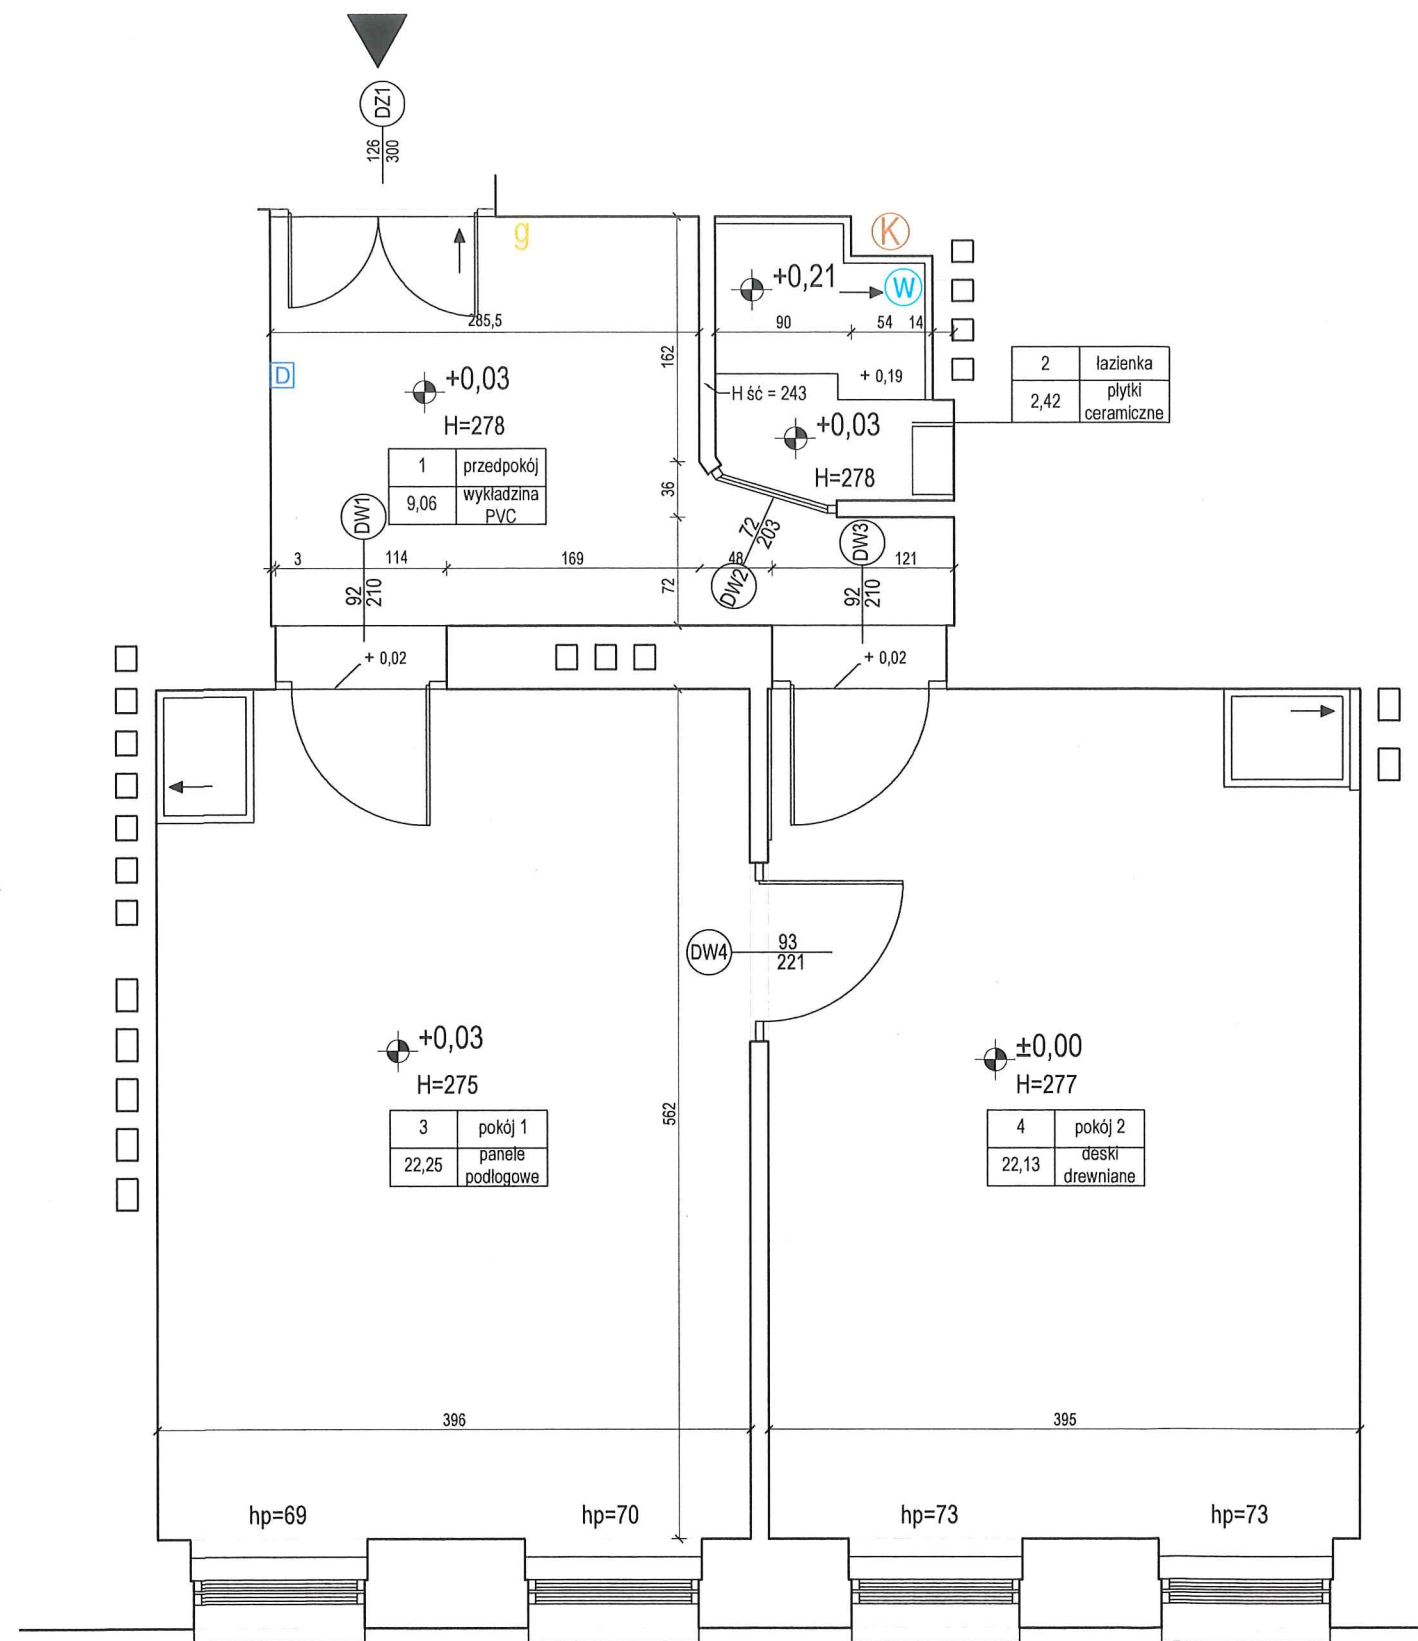 DZ1
126
300
g
K
+0,21
W
285,5
90
54
14
162
D
+0,03
H=278
+ 0,19
H ść = 243
2
łazienka
2,42
płytki
ceramiczne
+0,03
H=278
1
przedpokój
9,06
wykładzina
PVC
36
DW1
72
203
DW3
3
114
169
48
121
DW2
72
92
210
92
210
+ 0,02
+ 0,02
DW4
93
221
+0,03
H=275
±0,00
H=277
562
3
pokój 1
22,25
panele
podłogowe
4
pokój 2
22,13
deski
drewniane
396
395
hp=69
hp=70
hp=73
hp=73